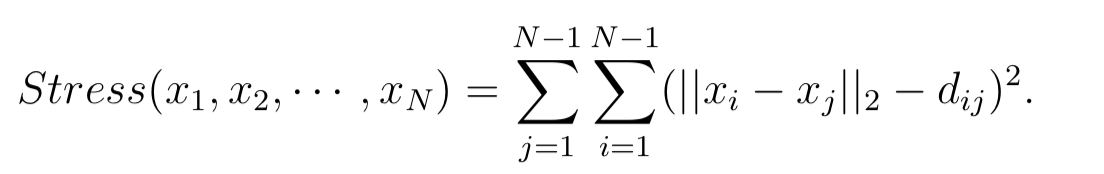 $Stress(x_1, x_2, \cdots, x_N) = \sum_{j=1}^{N-1} \sum_{i=1}^{N-1} (||x_i - x_j||_2 - d_{ij})^2.$